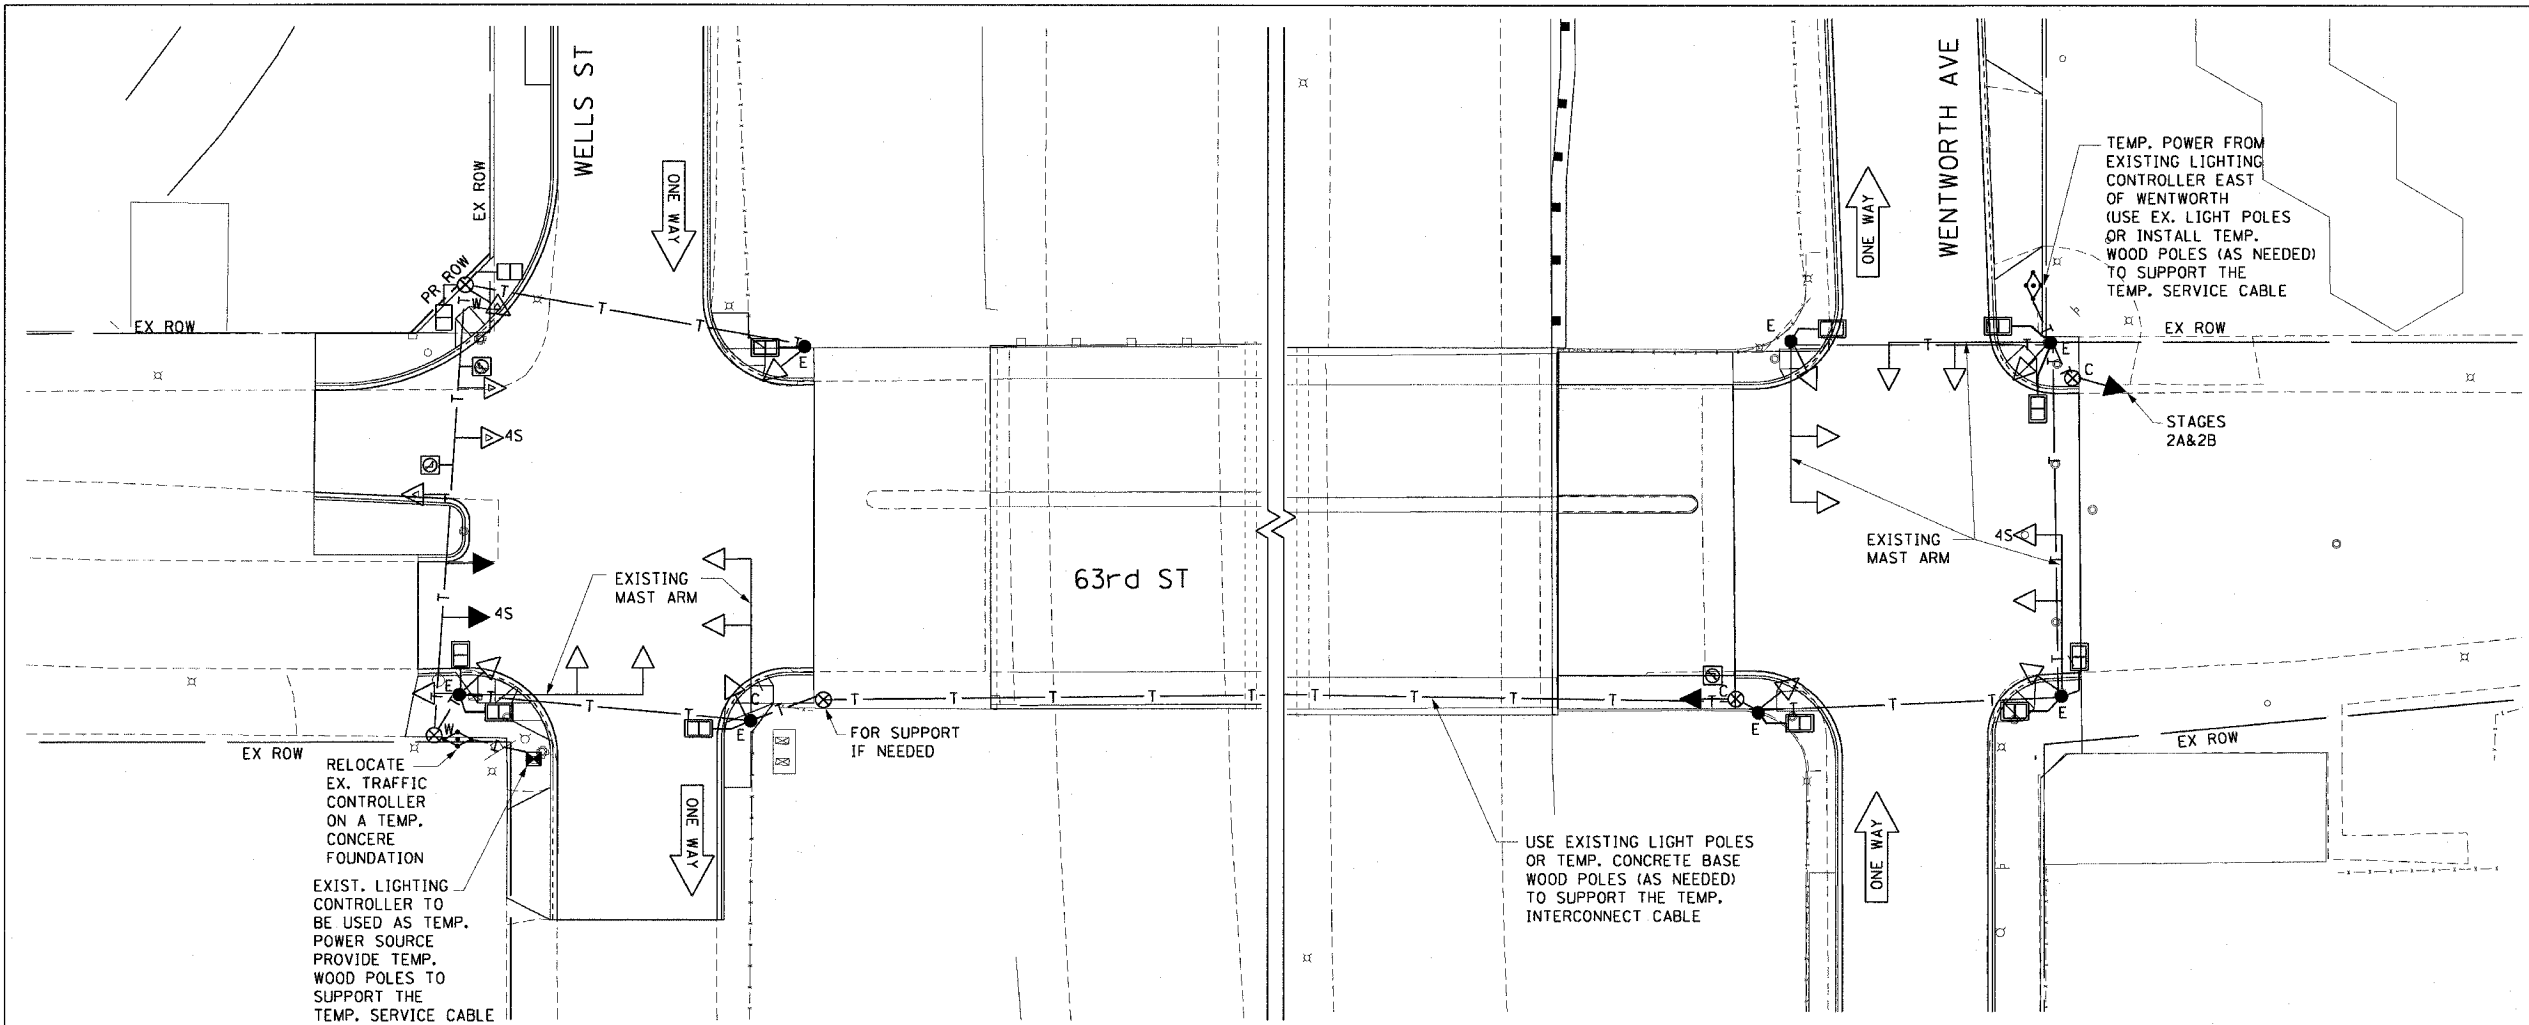 WELLS ST
ONE WAY
EX ROW
PR ROW
EX ROW
W
T
T
T
T
E
T
T
4S
T
T
4S
EXISTING
MAST ARM
E
T
T
T
T
C
T
E
W
EX ROW
RELOCATE
EX. TRAFFIC
CONTROLLER
ON A TEMP.
CONCERE
FOUNDATION
EXIST. LIGHTING
CONTROLLER TO
BE USED AS TEMP.
POWER SOURCE
PROVIDE TEMP.
WOOD POLES TO
SUPPORT THE
TEMP. SERVICE CABLE
ONE WAY
FOR SUPPORT
IF NEEDED
63rd ST
T
T
T
T
T
T
T
T
T
USE EXISTING LIGHT POLES
OR TEMP. CONCRETE BASE
WOOD POLES (AS NEEDED)
TO SUPPORT THE TEMP.
INTERCONNECT CABLE
WENTWORTH AVE
ONE WAY
TEMP. POWER FROM
EXISTING LIGHTING
CONTROLLER EAST
OF WENTWORTH
(USE EX. LIGHT POLES
OR INSTALL TEMP.
WOOD POLES (AS NEEDED)
TO SUPPORT THE
TEMP. SERVICE CABLE
EX ROW
E
T
T
T
E
C
STAGES
2A&2B
T
EXISTING
MAST ARM
4S
T
T
C
E
T
T
T
E
EX ROW
ONE WAY